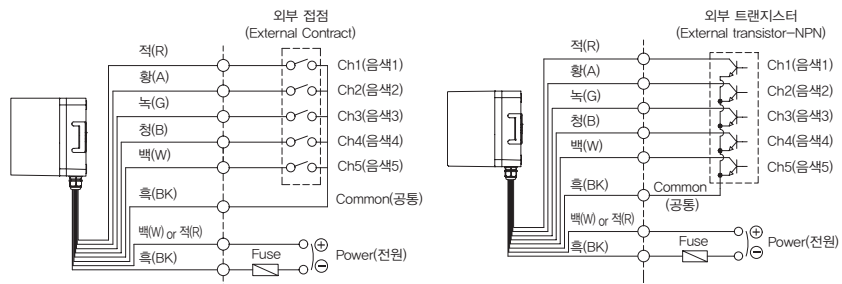 외부 접점
(External Contract)
적(R)
Ch1(음색1)
황(A)
Ch2(음색2)
녹(G)
Ch3(음색3)
청(B)
Ch4(음색4)
백(W)
Ch5(음색5)
흑(BK)
Common(공통)
백(W) or 적(R)
Fuse
Power(전원)
흑(BK)
외부 트랜지스터
(External transistor-NPN)
적(R)
Ch1(음색1)
황(A)
Ch2(음색2)
녹(G)
Ch3(음색3)
청(B)
Ch4(음색4)
백(W)
Ch5(음색5)
흑(BK)
Common
(공통)
백(W) or 적(R)
Fuse
Power(전원)
흑(BK)